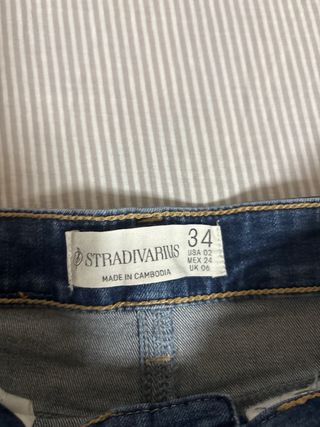 STRADIVARIUS
MADE IN CAMBODIA
34
USA 02
MEX 24
UK 06